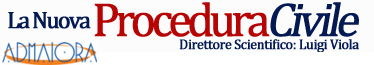 La Nuova ProceduraCivile
Direttore Scientifico: Luigi Viola
ADMAIORA